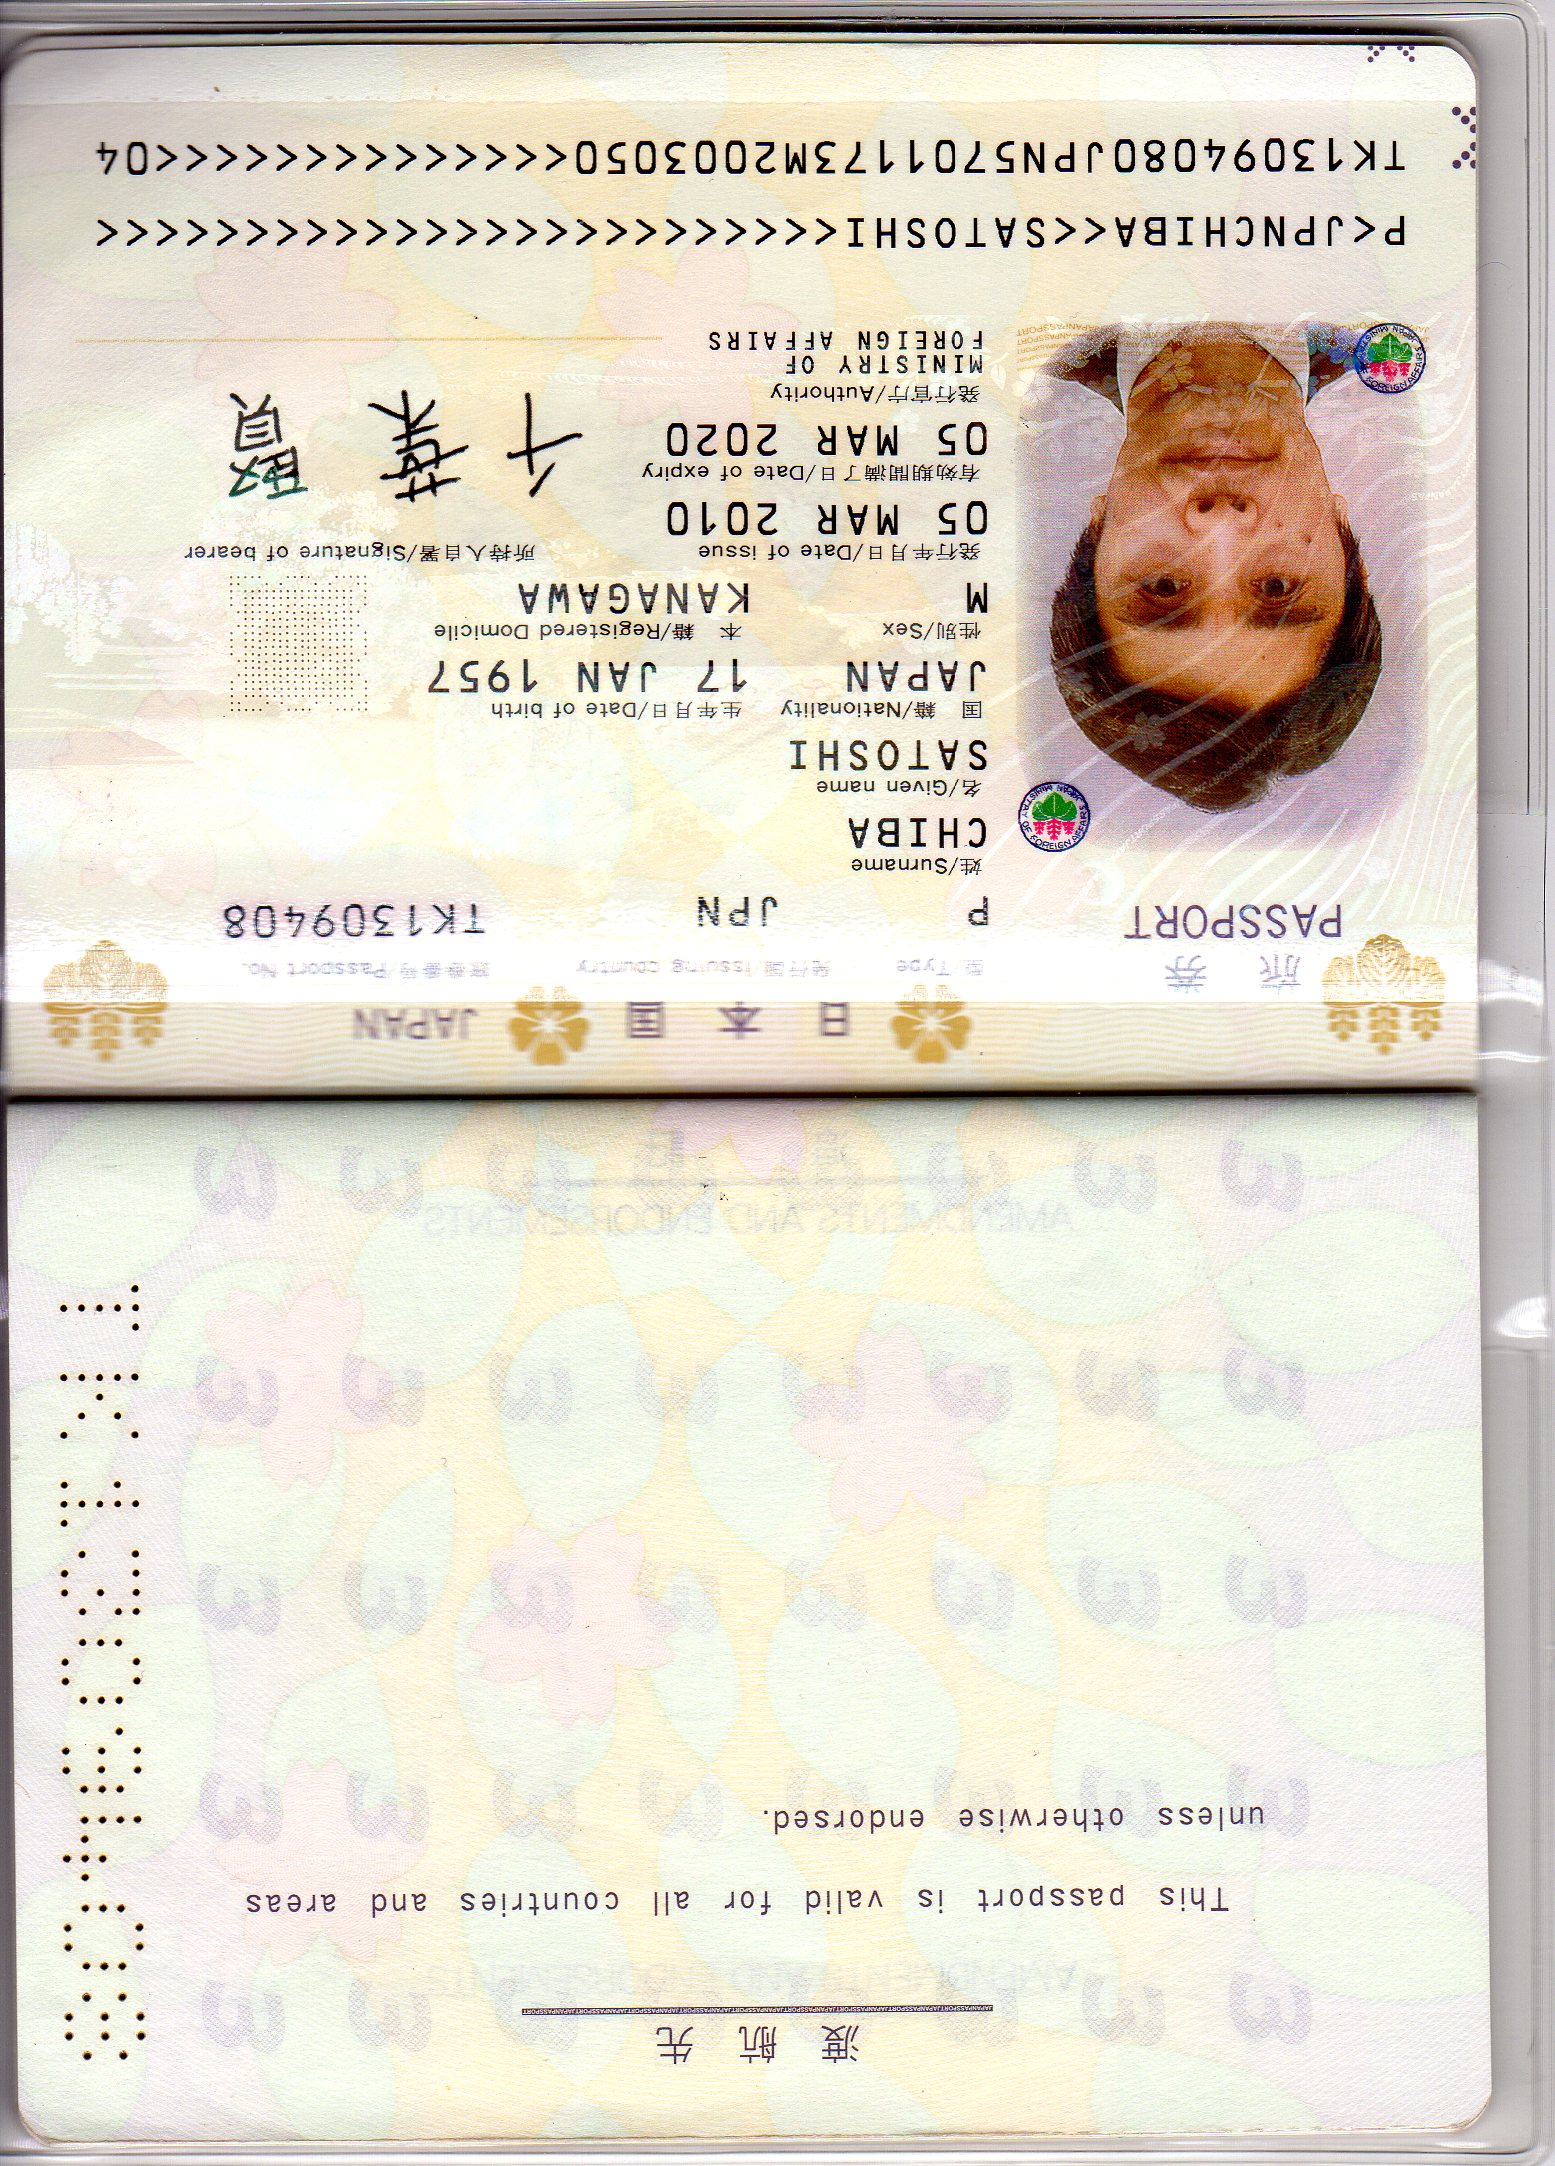 渡航先
This passport is valid for all countries and areas
unless otherwise endorsed.
TK1309408
日本国 JAPAN
旅券
PASSPORT
型/Type 発行国/Issuing country 旅券番号/Passport No.
P JPN TK1309408
姓/Surname
CHIBA
名/Given name
SATOSHI
国籍/Nationality 生年月日/Date of birth
JAPAN 17 JAN 1957
性別/Sex 本籍/Registered Domicile
M KANAGAWA
発行年月日/Date of issue 所持人自署/Signature of bearer
05 MAR 2010
有効期間満了日/Date of expiry
05 MAR 2020
千葉
発行官庁/Authority
MINISTRY OF
FOREIGN AFFAIRS
P<JPNCHIBA<<SATOSHI<<<<<<<<<<<<<<<<<<<<<<<<<
TK13094080JPN5701173M2003050<<<<<<<<<<<<<<04